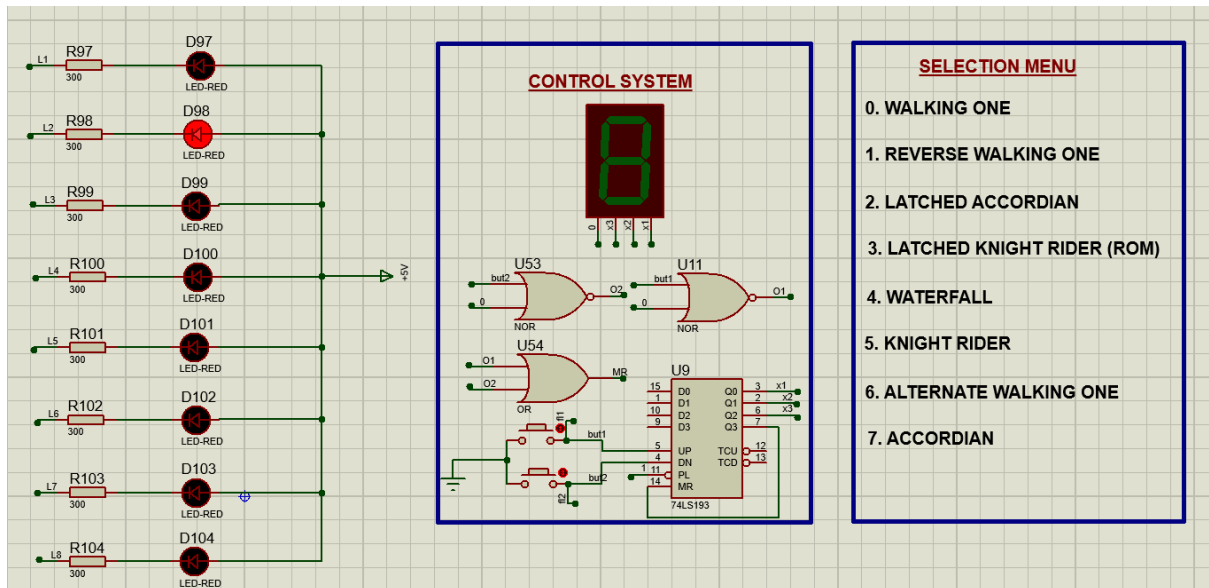 L1
R97
300
D97
LED-RED
L2
R98
300
D98
LED-RED
L3
R99
300
D99
LED-RED
L4
R100
300
D100
LED-RED
+5V
L5
R101
300
D101
LED-RED
L6
R102
300
D102
LED-RED
L7
R103
300
D103
LED-RED
L8
R104
300
D104
LED-RED
CONTROL SYSTEM
0 x3 x2 x1
U53
but2
0
O2
NOR
U11
but1
0
O1
NOR
U54
O1
O2
MR
OR
U9
15 D0 Q0 3 x1
1 D1 Q1 2 x2
10 D2 Q2 6 x3
9 D3 Q3 7
5 UP TCU 12
4 DN TCD 13
1 11 PL
14 MR
74LS193
fl1
but1
but2
fl2
SELECTION MENU
0. WALKING ONE
1. REVERSE WALKING ONE
2. LATCHED ACCORDIAN
3. LATCHED KNIGHT RIDER (ROM)
4. WATERFALL
5. KNIGHT RIDER
6. ALTERNATE WALKING ONE
7. ACCORDIAN